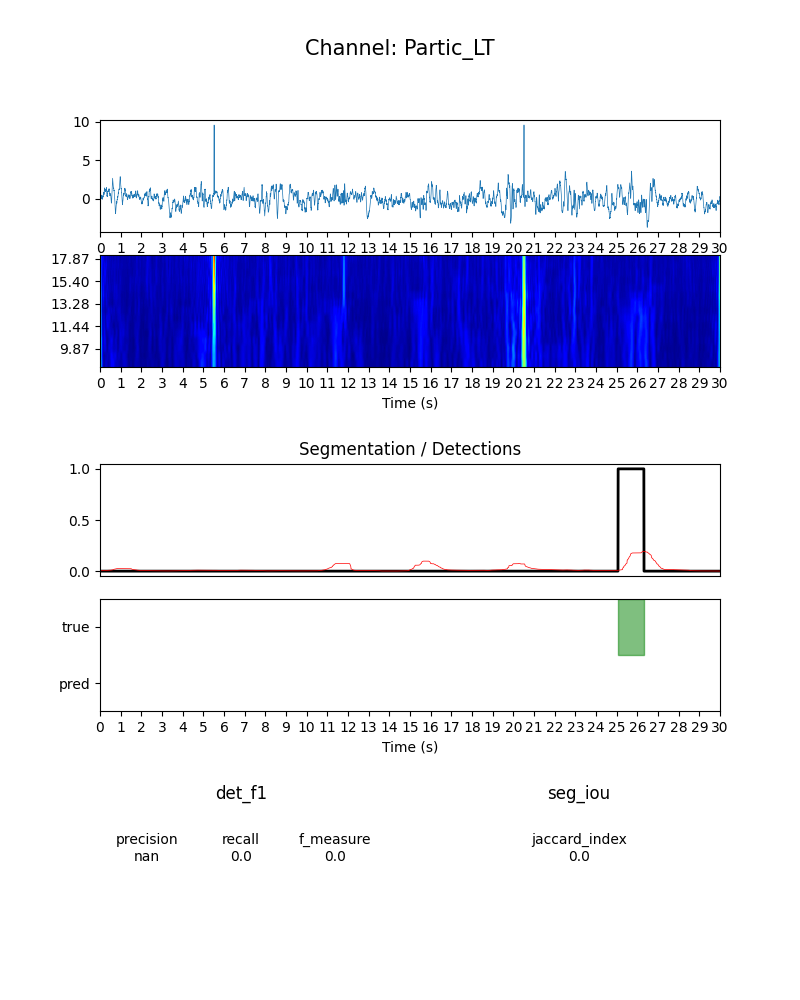 Channel: Partic_LT
10
5
0
0 1 2 3 4 5 6 7 8 9 10 11 12 13 14 15 16 17 18 19 20 21 22 23 24 25 26 27 28 29 30
17.87
15.40
13.28
11.44
9.87
0 1 2 3 4 5 6 7 8 9 10 11 12 13 14 15 16 17 18 19 20 21 22 23 24 25 26 27 28 29 30
Time (s)
Segmentation / Detections
1.0
0.5
0.0
true
pred
0 1 2 3 4 5 6 7 8 9 10 11 12 13 14 15 16 17 18 19 20 21 22 23 24 25 26 27 28 29 30
Time (s)
det_f1 seg_iou
precision recall f_measure jaccard_index
nan 0.0 0.0 0.0